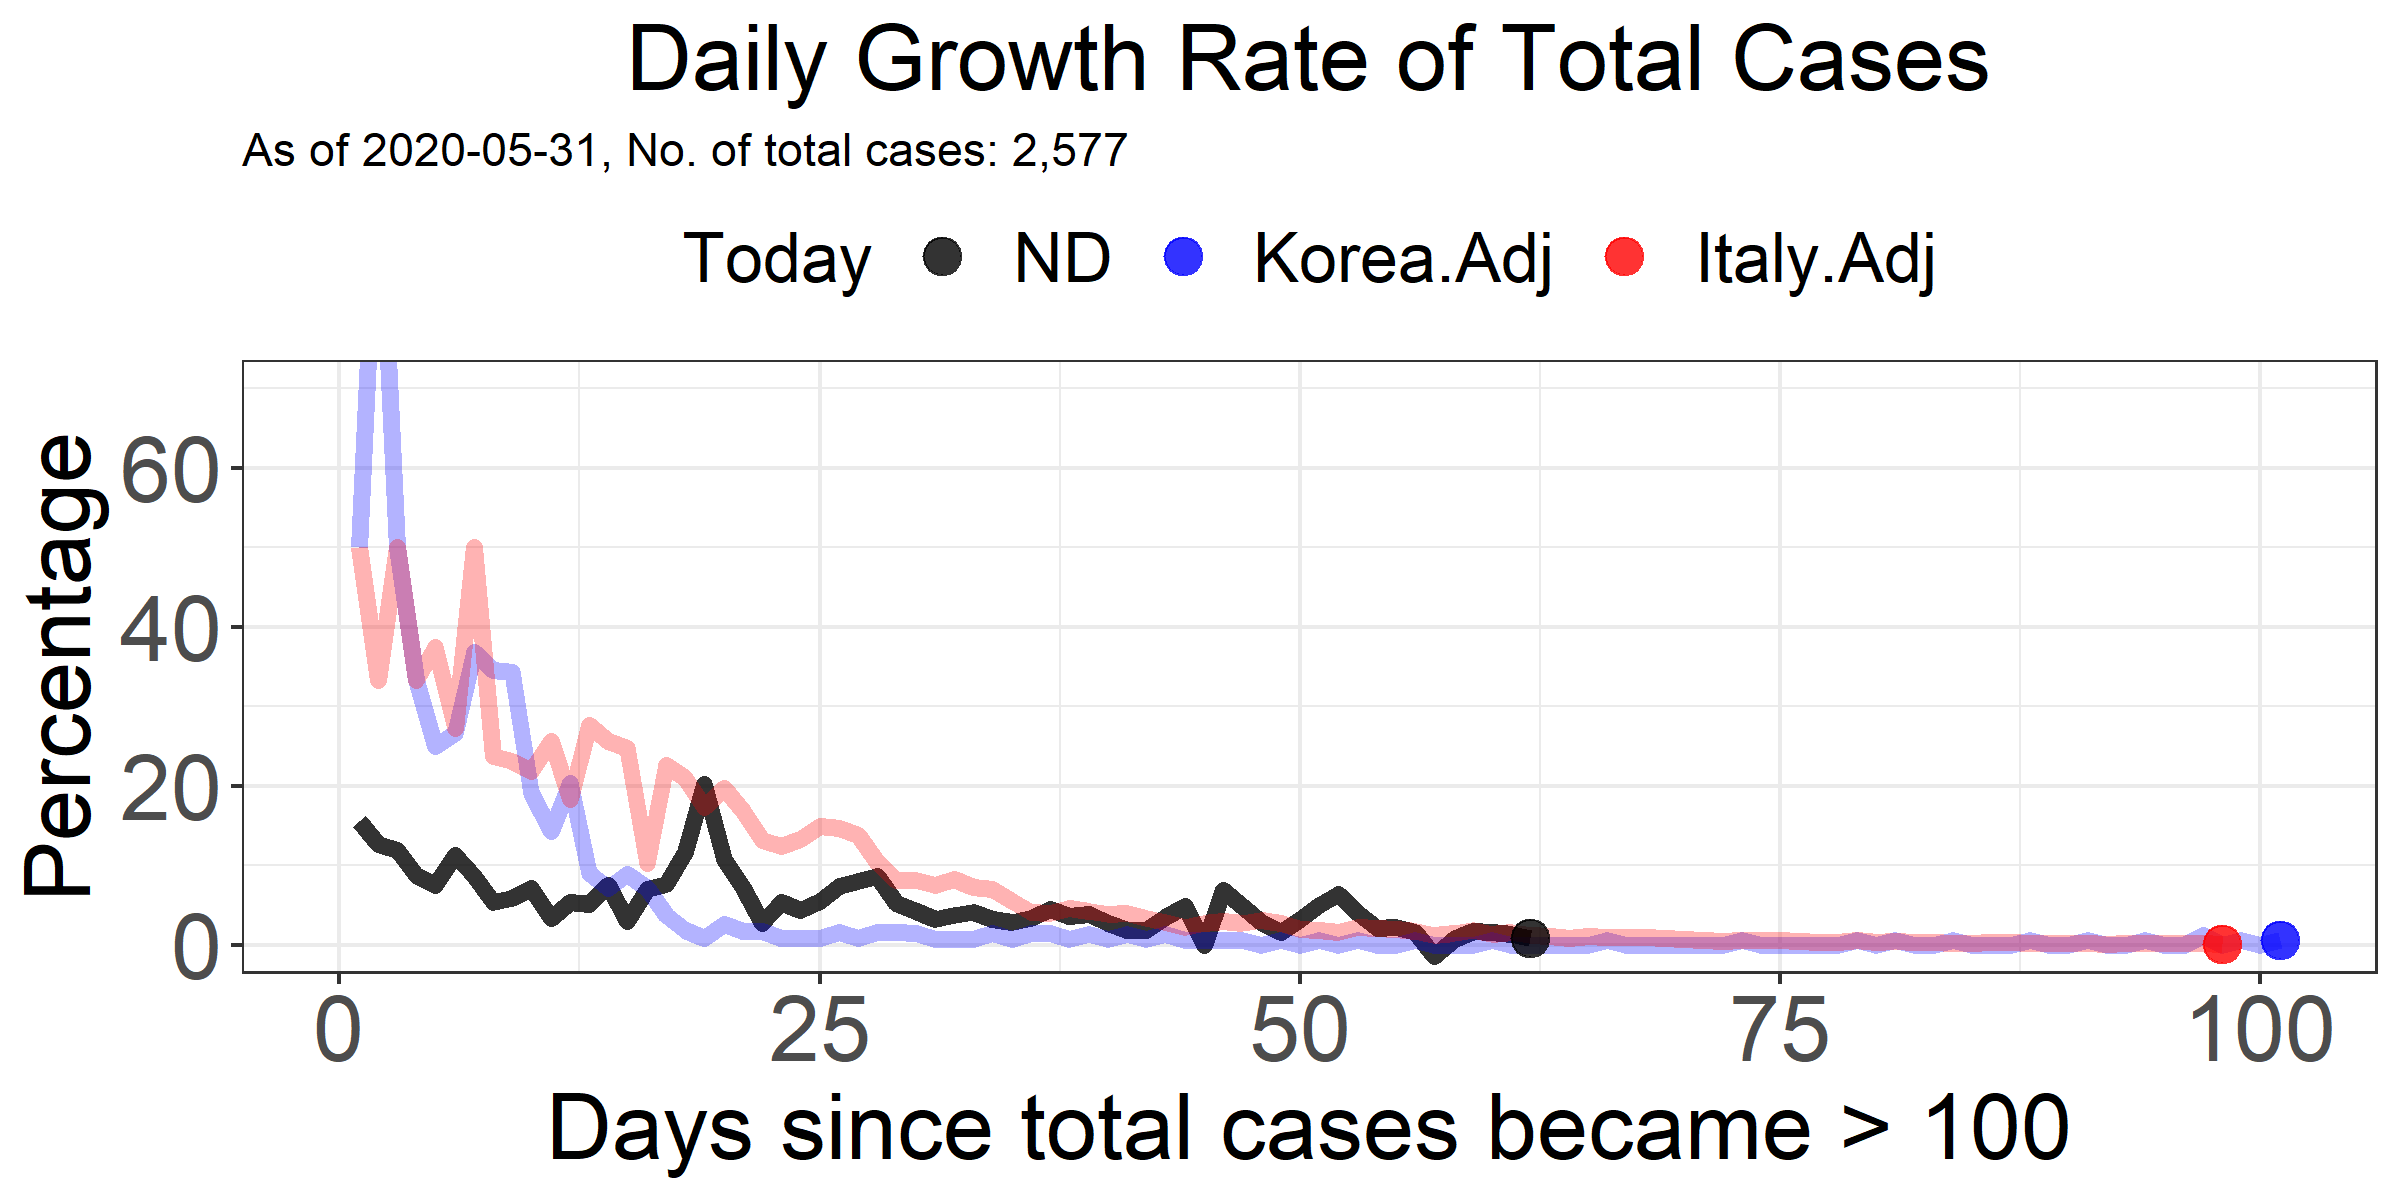 Daily Growth Rate of Total Cases
As of 2020-05-31, No. of total cases: 2,577
Today ND Korea.Adj Italy.Adj
Percentage
60
40
20
0
0 25 50 75 100
Days since total cases became > 100